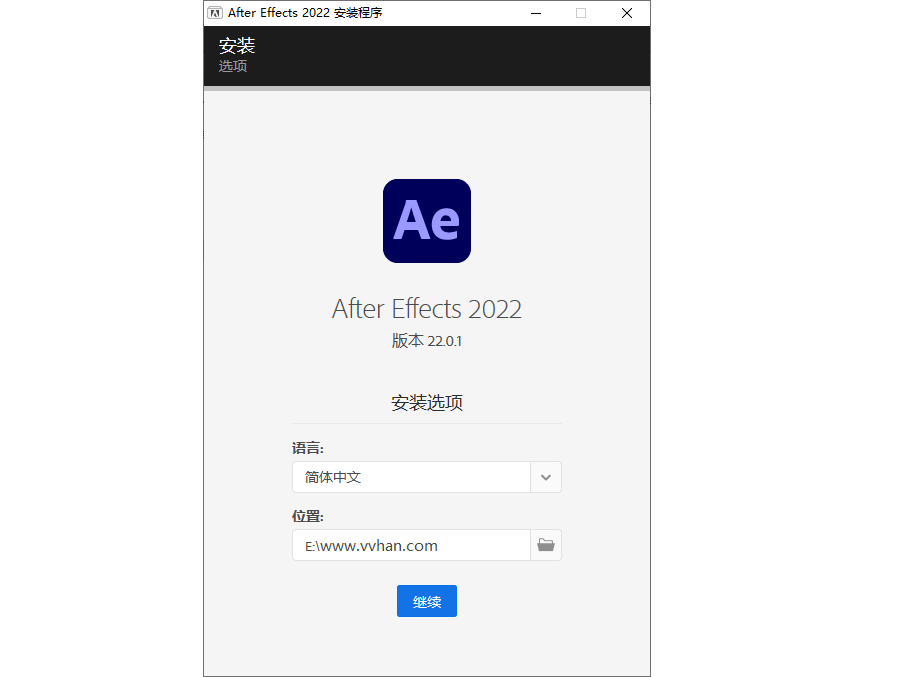 After Effects 2022 安装程序
安装
选项
Ae
After Effects 2022
版本 22.0.1
安装选项
语言:
简体中文
位置:
E:\www.vvhan.com
继续